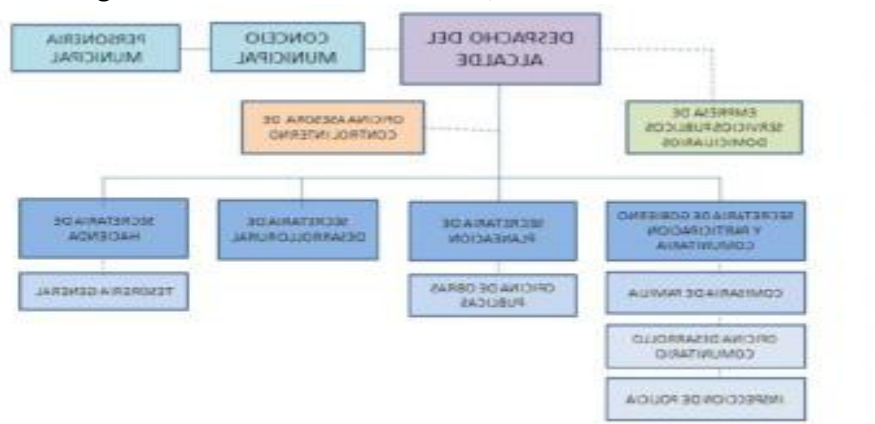 DESPACHO DEL
ALCALDE
CONCEJO
MUNICIPAL
PERSONERIA
MUNICIPAL
EMPRESA DE
SERVICIOS PUBLICOS
DOMICILIARIOS
OFICINA ASESORA DE
CONTROL INTERNO
SECRETARIA DE GOBIERNO
Y PARTICIPACION
COMUNITARIA
SECRETARIA DE
PLANEACION
SECRETARIA DE
DESARROLLO RURAL
SECRETARIA DE
HACIENDA
COMISARIA DE FAMILIA
OFICINA DE OBRAS
PUBLICAS
TESORERIA GENERAL
OFICINA DESARROLLO
COMUNITARIO
INSPECCION DE POLICIA